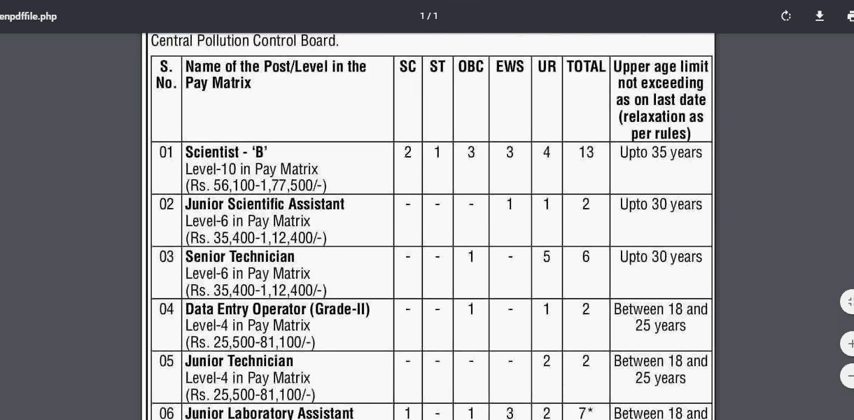 enpdffile.php
1 / 1
Central Pollution Control Board.
S. No. Name of the Post/Level in the Pay Matrix SC ST OBC EWS UR TOTAL Upper age limit not exceeding as on last date (relaxation as per rules)
01 Scientist - ‘B’ 2 1 3 3 4 13 Upto 35 years
Level-10 in Pay Matrix
(Rs. 56,100-1,77,500/-)
02 Junior Scientific Assistant - - - 1 1 2 Upto 30 years
Level-6 in Pay Matrix
(Rs. 35,400-1,12,400/-)
03 Senior Technician - - 1 - 5 6 Upto 30 years
Level-6 in Pay Matrix
(Rs. 35,400-1,12,400/-)
04 Data Entry Operator (Grade-II) - - 1 - 1 2 Between 18 and
Level-4 in Pay Matrix 25 years
(Rs. 25,500-81,100/-)
05 Junior Technician - - - - 2 2 Between 18 and
Level-4 in Pay Matrix 25 years
(Rs. 25,500-81,100/-)
06 Junior Laboratory Assistant 1 - 1 3 2 7* Between 18 and